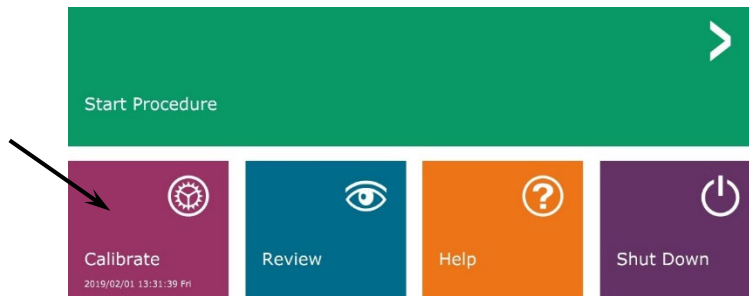 Start Procedure
Calibrate
2019/02/01 13:31:39 Fri
Review
Help
Shut Down